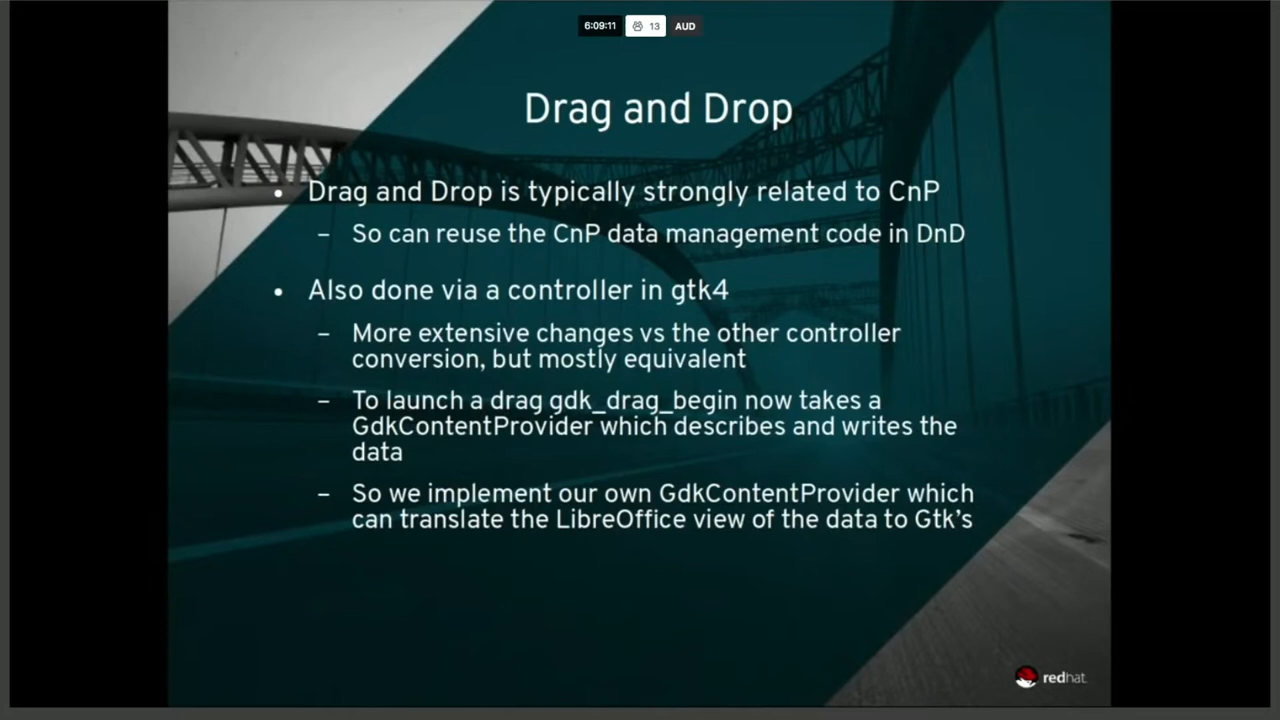 6:09:11 13 AUD
Drag and Drop
• Drag and Drop is typically strongly related to CnP
– So can reuse the CnP data management code in DnD
• Also done via a controller in gtk4
– More extensive changes vs the other controller
conversion, but mostly equivalent
– To launch a drag gdk_drag_begin now takes a
GdkContentProvider which describes and writes the
data
– So we implement our own GdkContentProvider which
can translate the LibreOffice view of the data to Gtk’s
redhat.